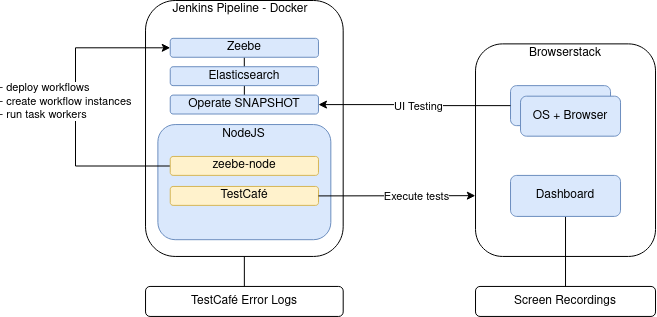 Jenkins Pipeline - Docker
Zeebe
Elasticsearch
Operate SNAPSHOT
- deploy workflows
- create workflow instances
- run task workers
NodeJS
zeebe-node
TestCafé
UI Testing
Execute tests
Browserstack
OS + Browser
Dashboard
TestCafé Error Logs
Screen Recordings